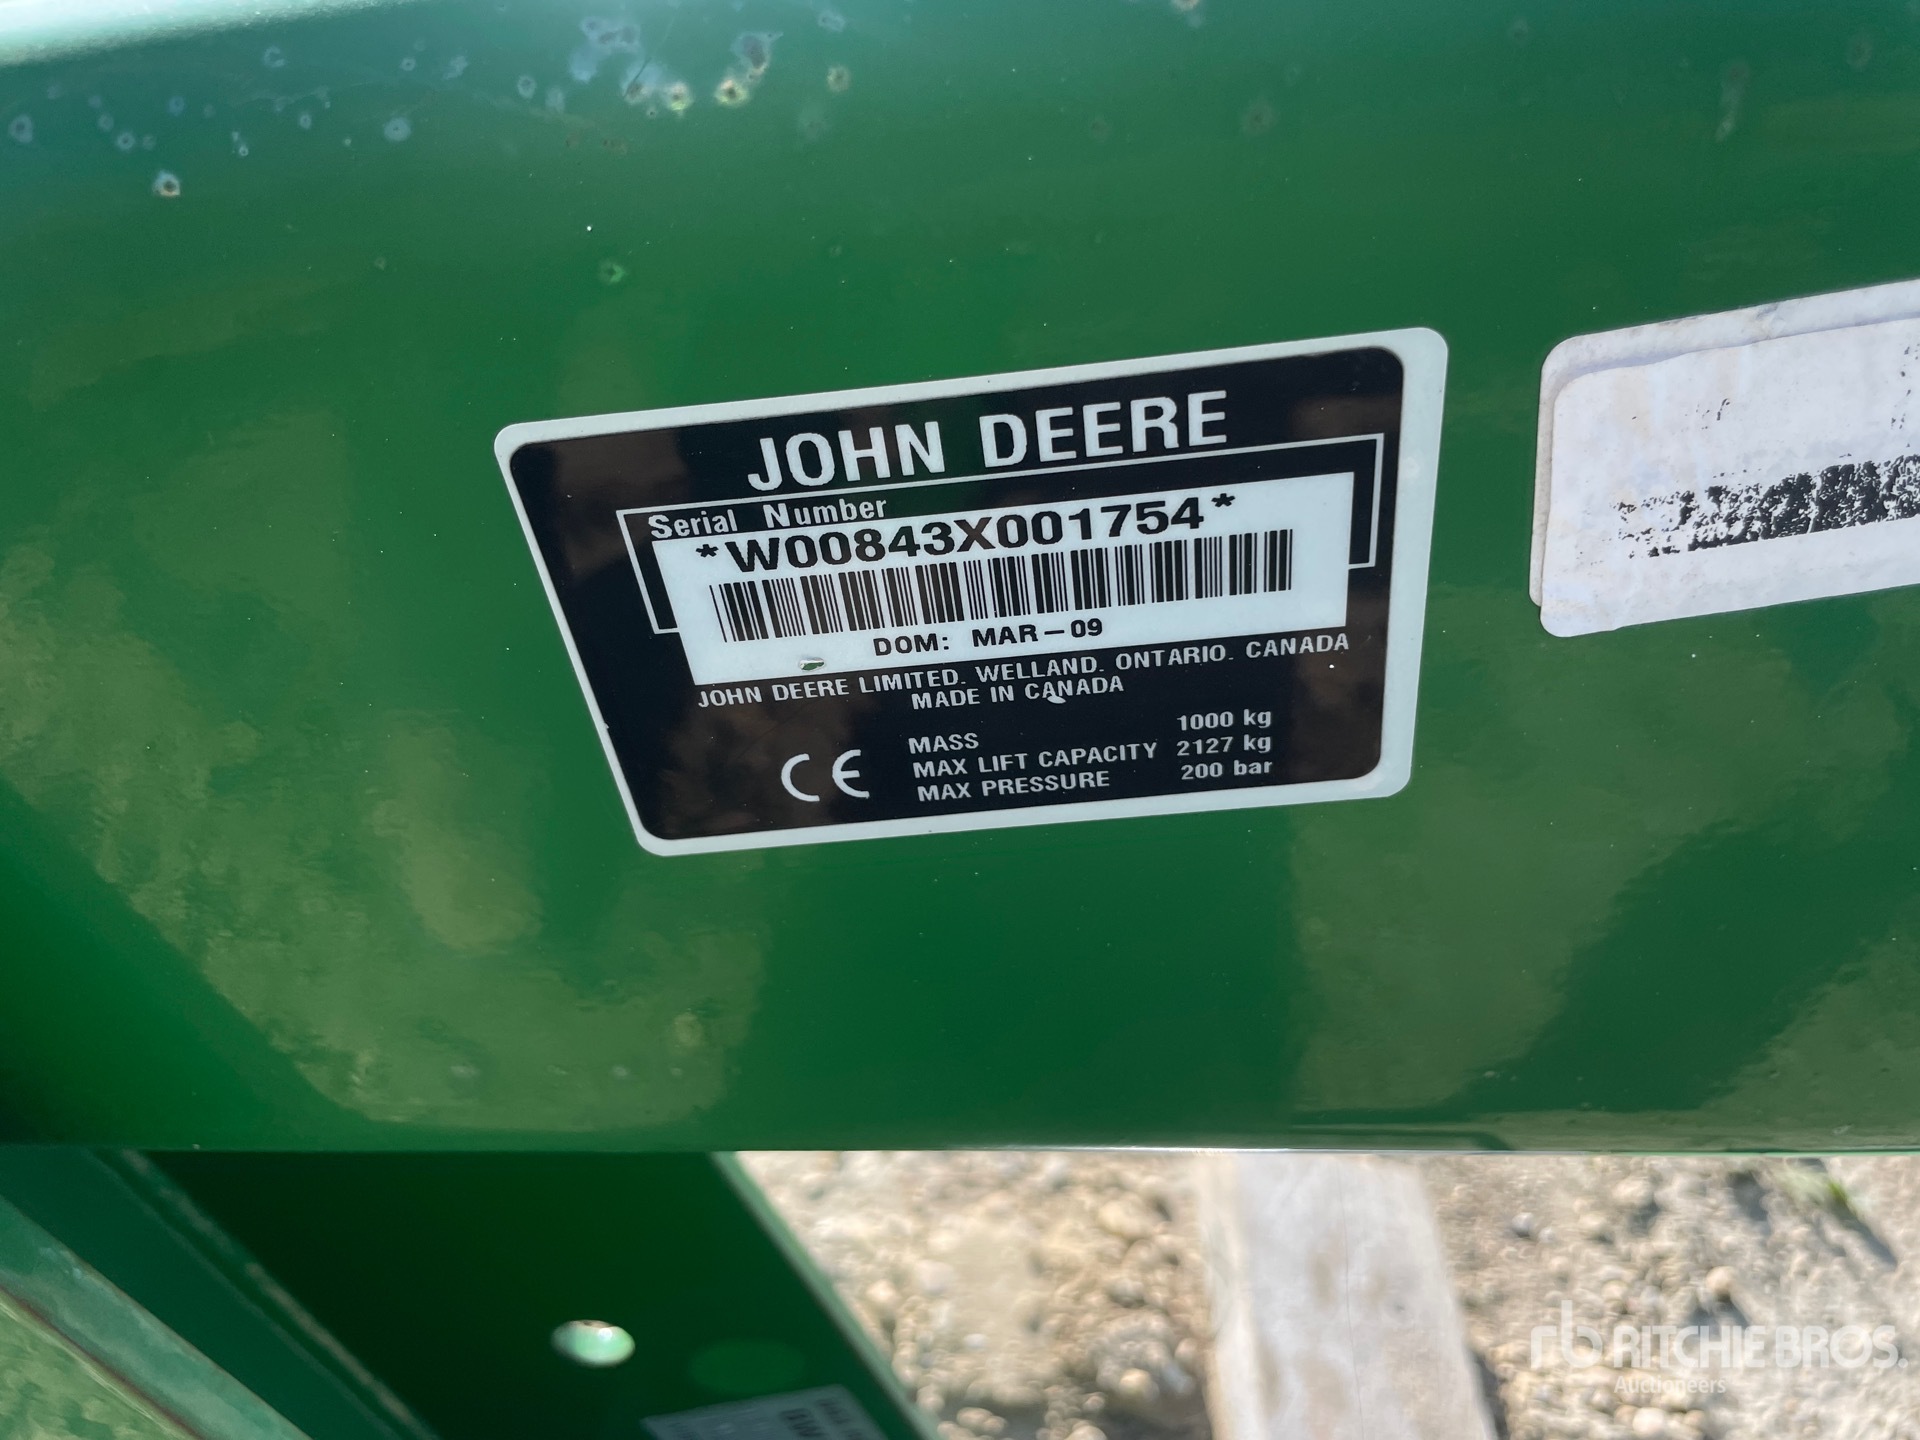 JOHN DEERE
Serial Number
*W00843X001754*
DOM: MAR-09
JOHN DEERE LIMITED. WELLAND. ONTARIO. CANADA
MADE IN CANADA
CE
MASS 1000 kg
MAX LIFT CAPACITY 2127 kg
MAX PRESSURE 200 bar
rb RITCHIE BROS.
Auctioneers